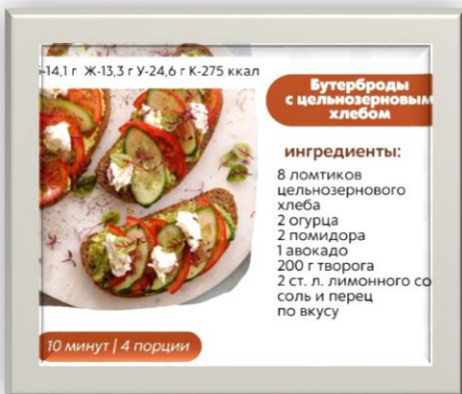 -14,1 г Ж-13,3 г У-24,6 г К-275 ккал
Бутерброды
с цельнозерновым
хлебом
ингредиенты:
8 ломтиков
цельнозернового
хлеба
2 огурца
2 помидора
1 авокадо
200 г творога
2 ст. л. лимонного со
соль и перец
по вкусу
10 минут | 4 порции